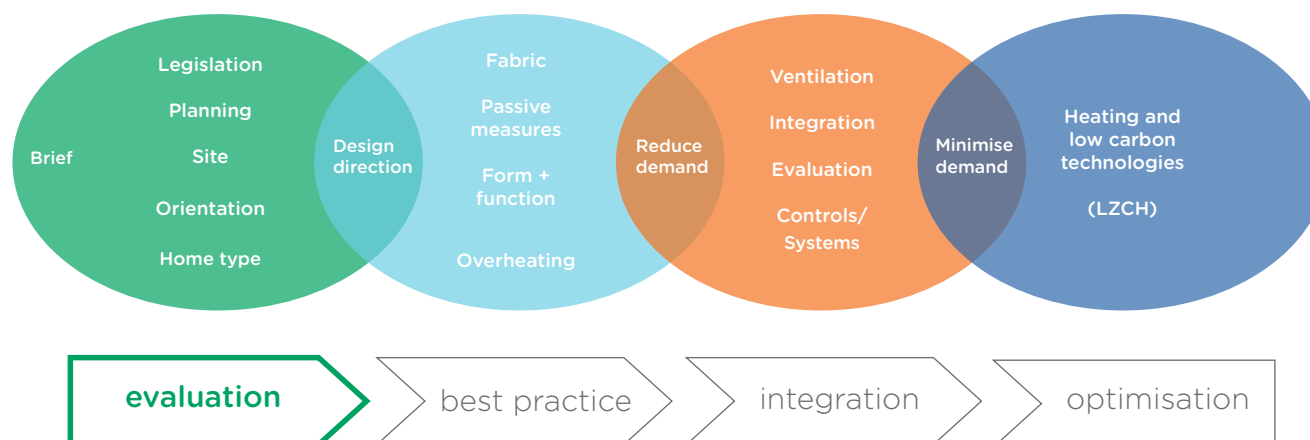 Brief
Legislation
Planning
Site
Orientation
Home type
Design
direction
Fabric
Passive
measures
Form +
function
Overheating
Reduce
demand
Ventilation
Integration
Evaluation
Controls/
Systems
Minimise
demand
Heating and
low carbon
technologies
(LZCH)
evaluation
best practice
integration
optimisation